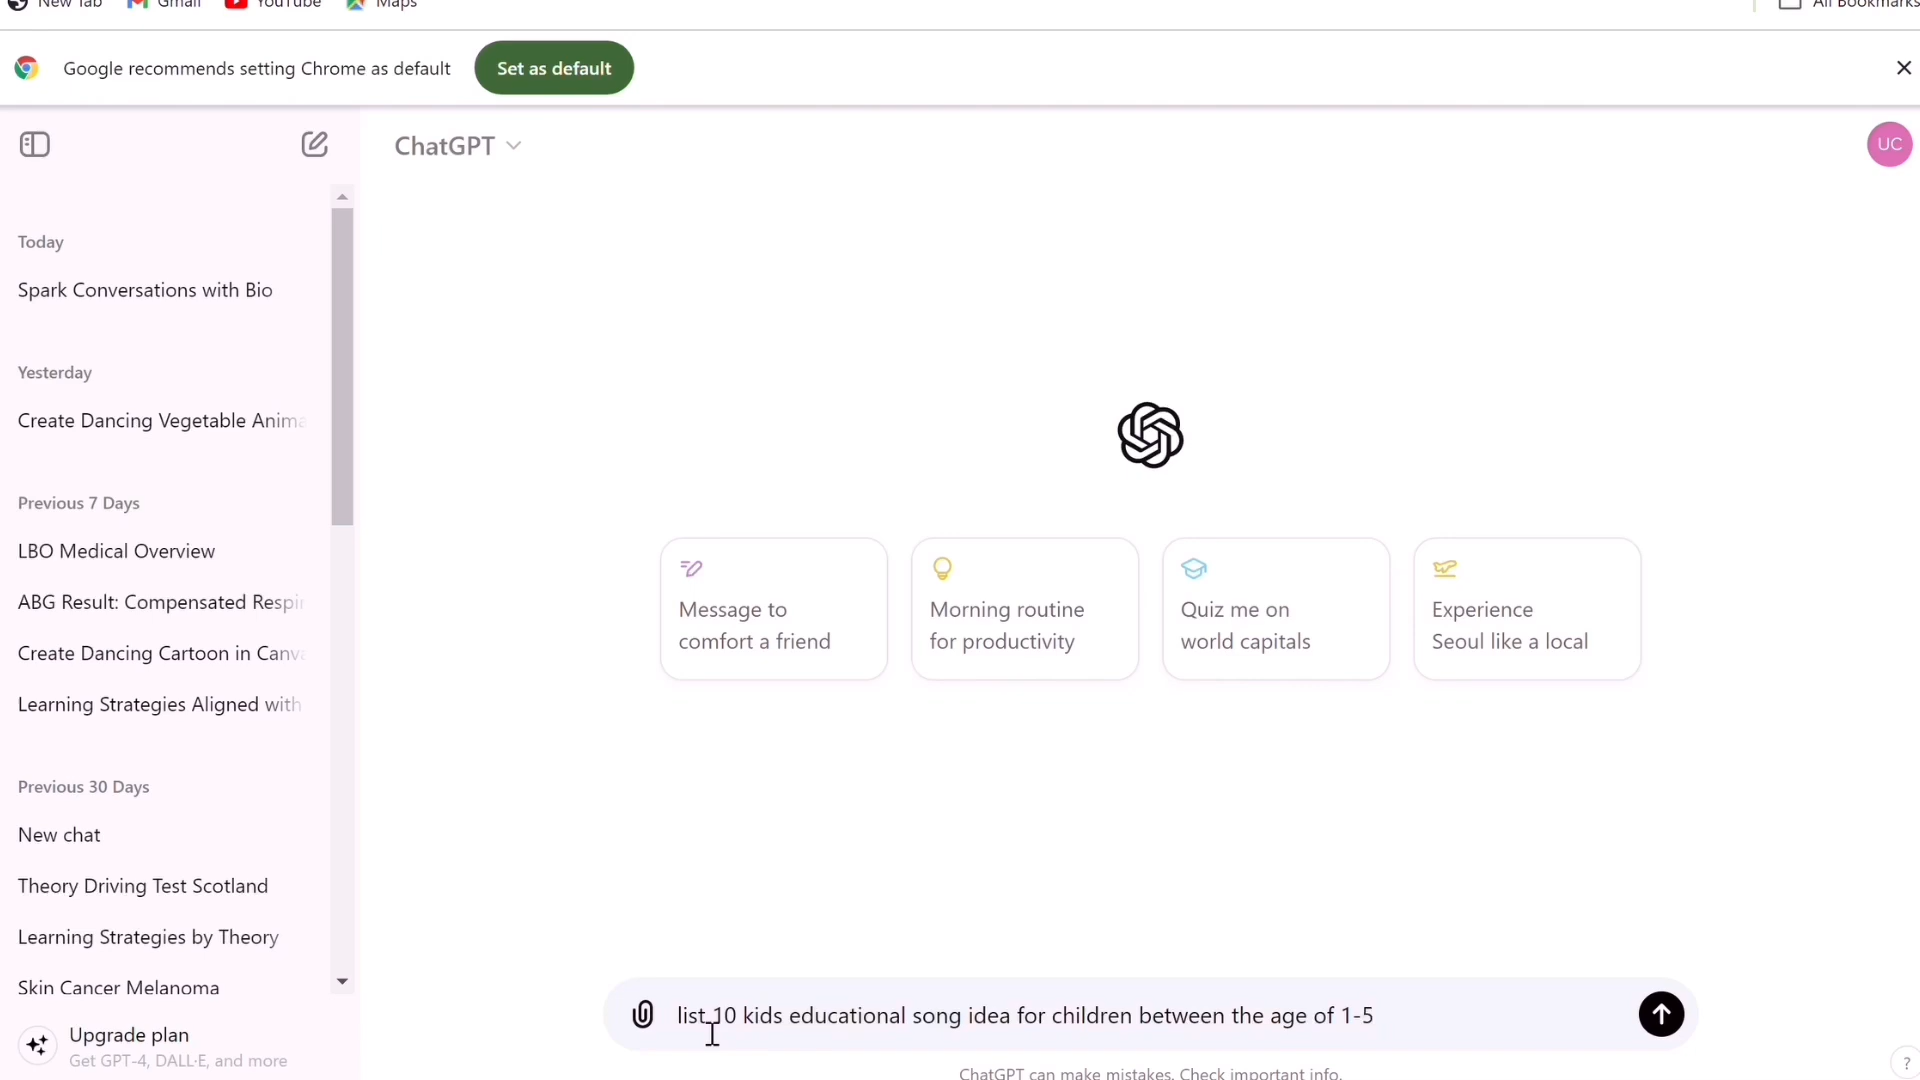 New Tab Gmail YouTube Maps All Bookmarks
Google recommends setting Chrome as default Set as default
ChatGPT
UC
Today
Spark Conversations with Bio
Yesterday
Create Dancing Vegetable Anima
Previous 7 Days
LBO Medical Overview
ABG Result: Compensated Respir
Create Dancing Cartoon in Canva
Learning Strategies Aligned with
Previous 30 Days
New chat
Theory Driving Test Scotland
Learning Strategies by Theory
Skin Cancer Melanoma
Upgrade plan
Get GPT-4, DALL·E, and more
Message to
comfort a friend
Morning routine
for productivity
Quiz me on
world capitals
Experience
Seoul like a local
list 10 kids educational song idea for children between the age of 1-5
ChatGPT can make mistakes. Check important info.
?